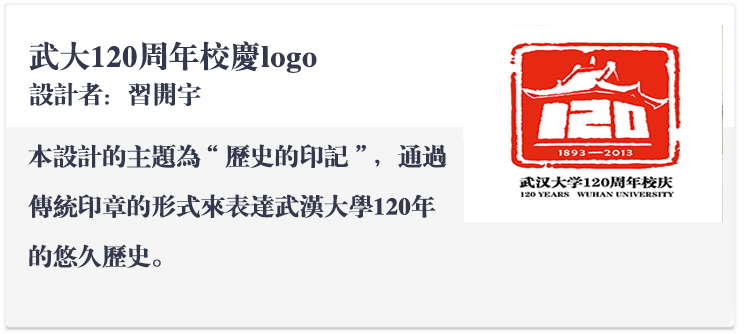 武大120周年校慶logo
設計者：習開宇
本設計的主題為“歷史的印記”，通過
傳統印章的形式來表達武漢大學120年
的悠久歷史。
120
1893—2013
武汉大学120周年校庆
120 YEARS WUHAN UNIVERSITY